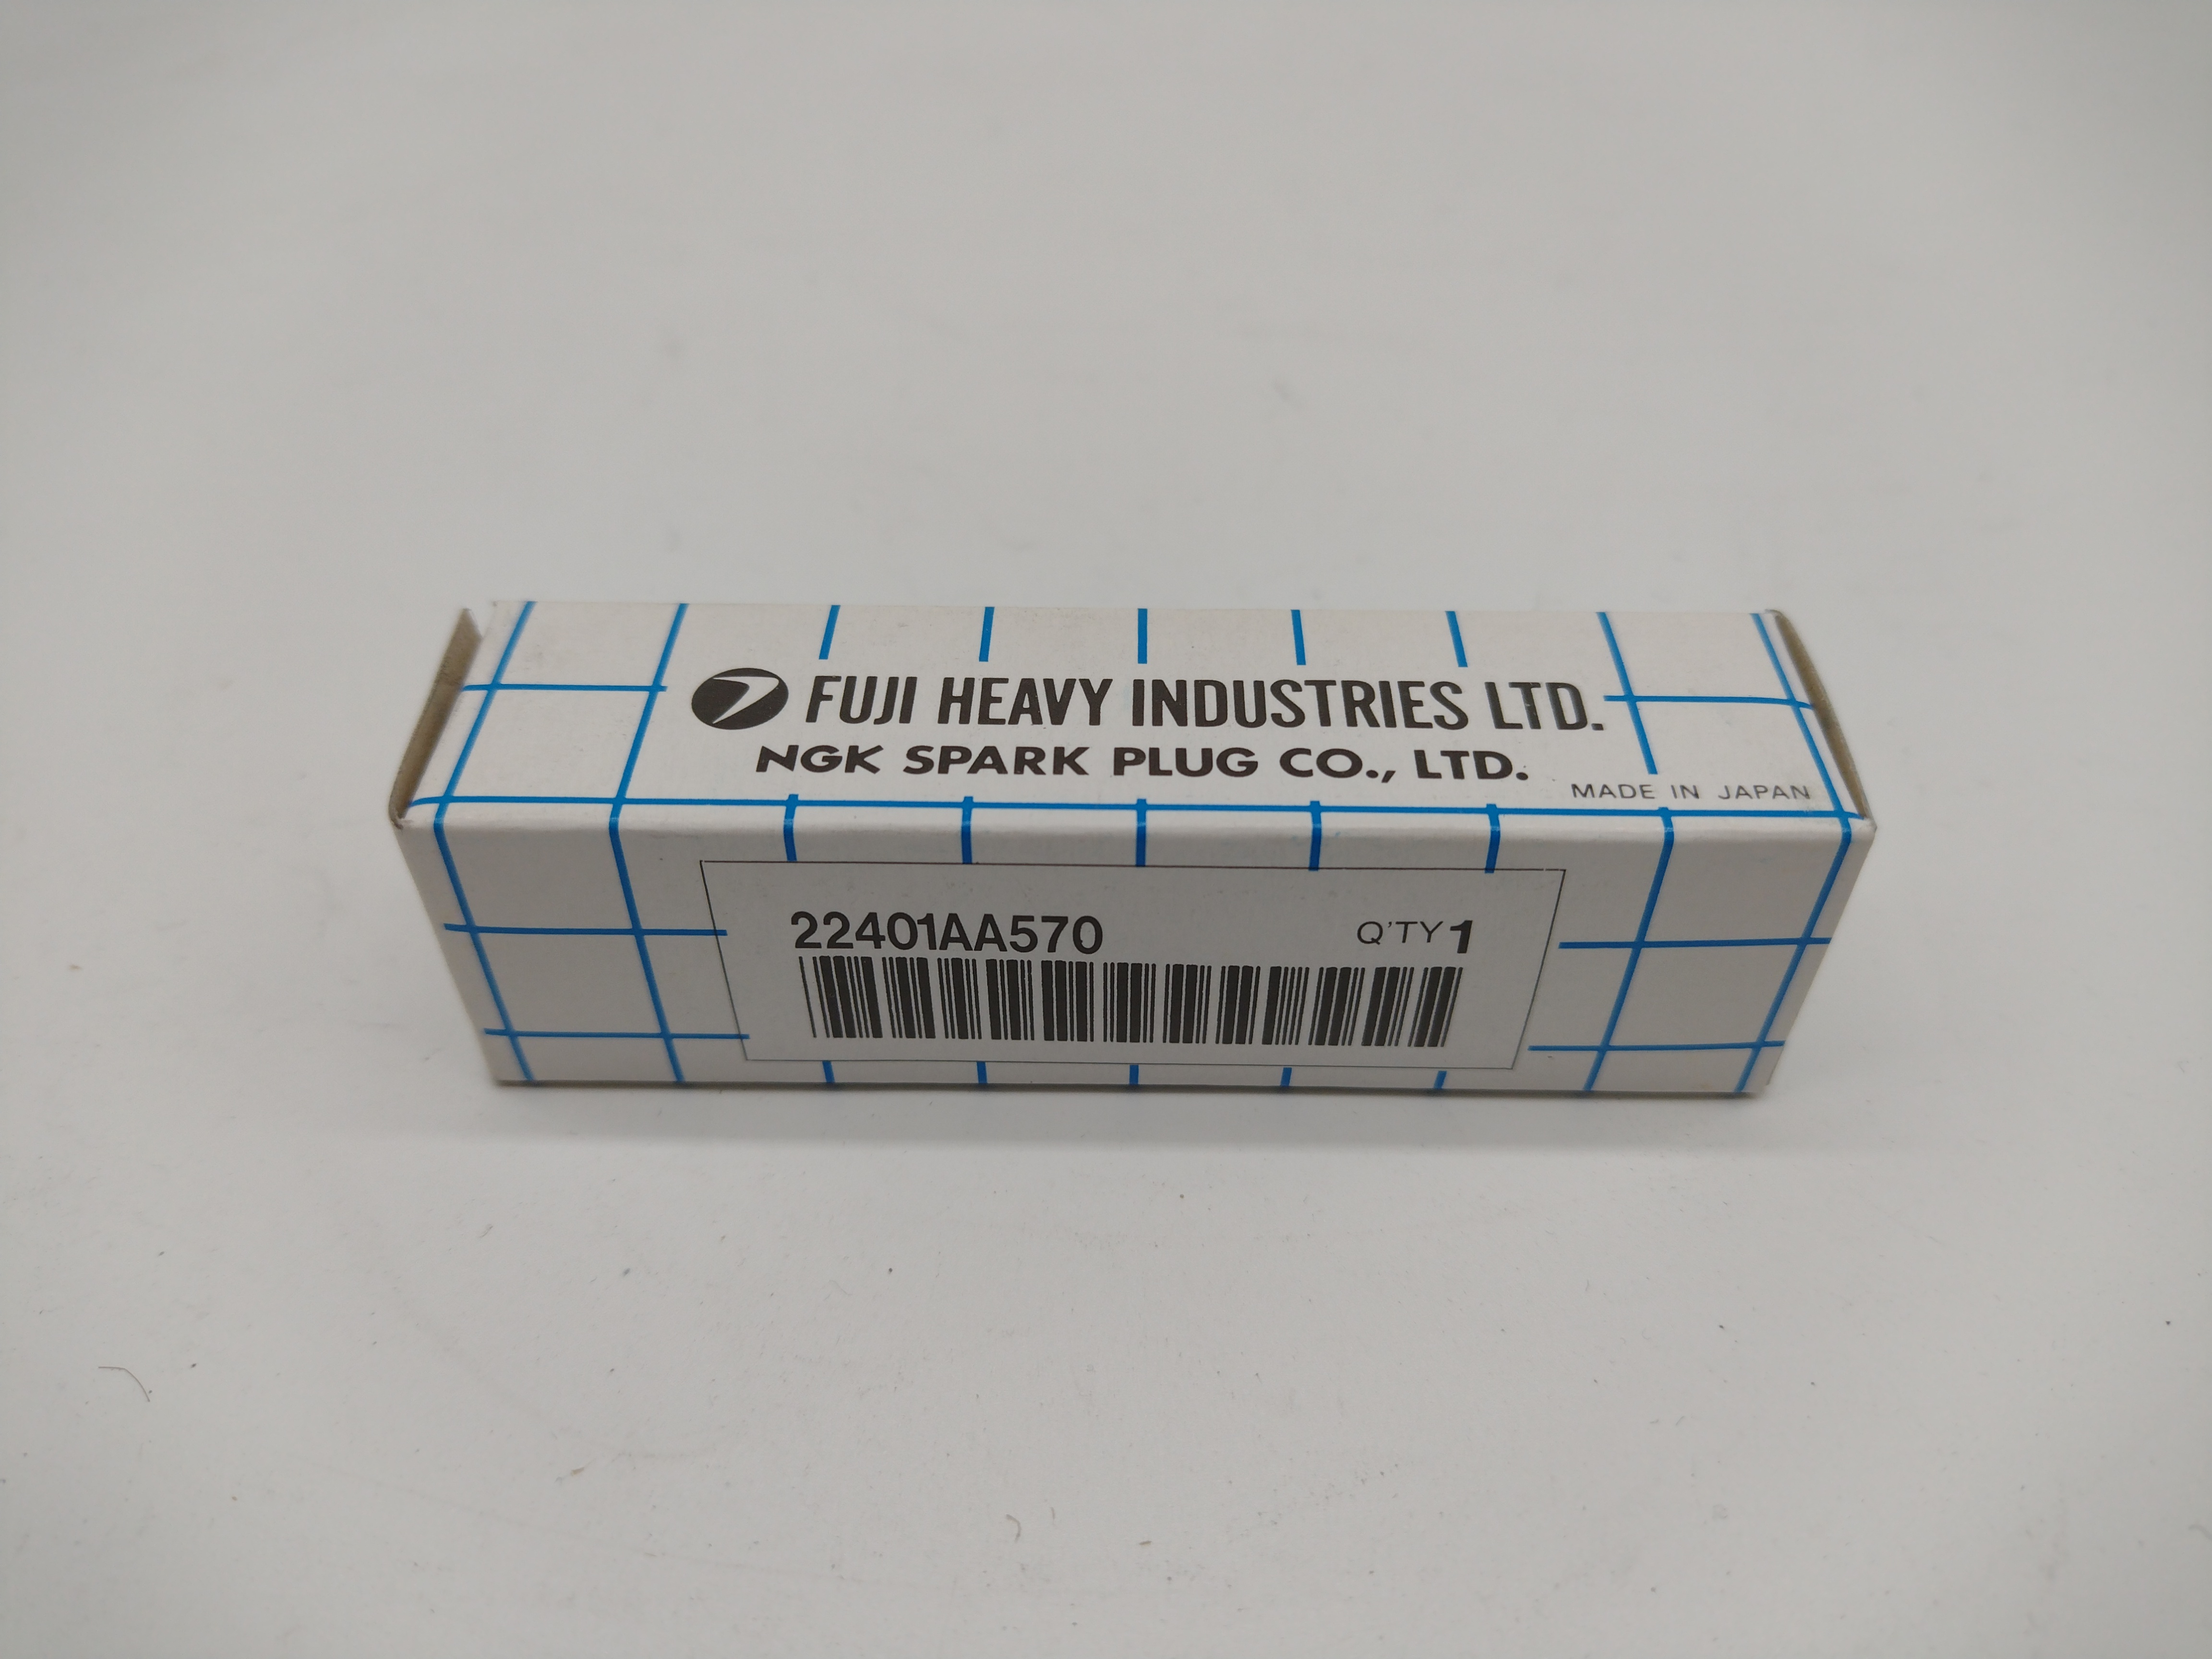 FUJI HEAVY INDUSTRIES LTD.
NGK SPARK PLUG CO., LTD.
MADE IN JAPAN
22401AA570 Q'TY 1